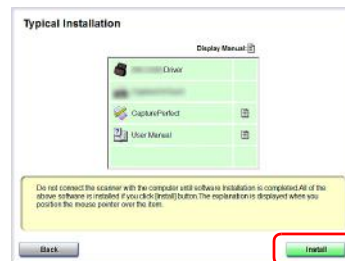 Typical Installation
Display Manual:
Driver
CapturePerfect
User Manual
Do not connect the scanner with the computer until software installation is completed.All of the
above software is installed if you click [Install] button.The explanation is displayed when you
position the mouse pointer over the item.
Back
Install